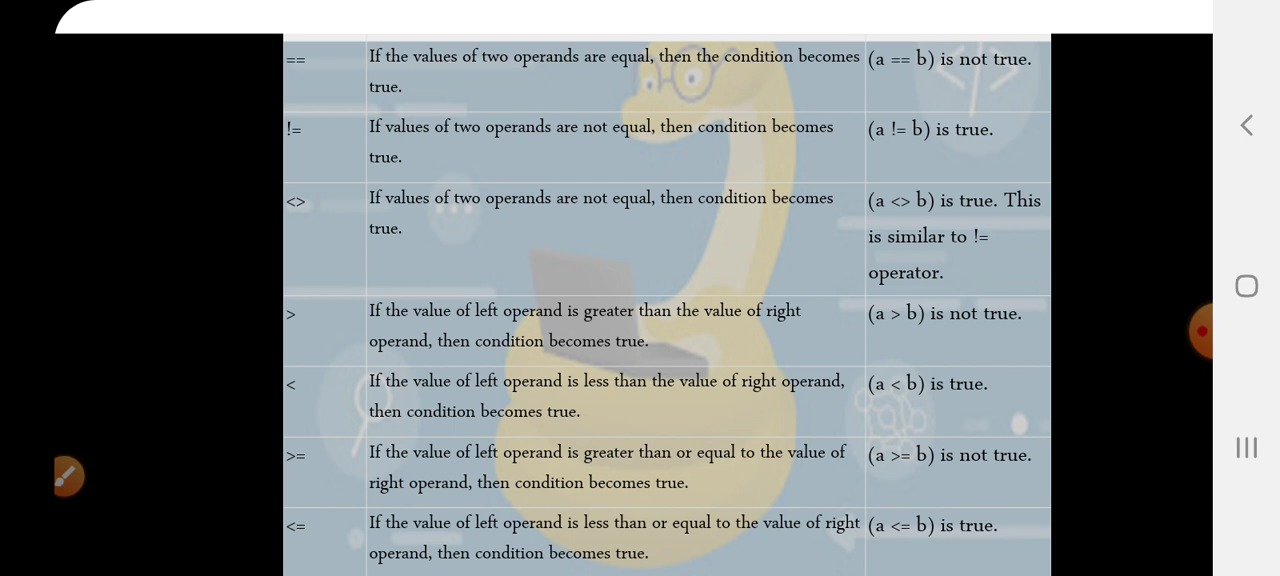 == If the values of two operands are equal, then the condition becomes (a == b) is not true.
true.
!= If values of two operands are not equal, then condition becomes (a != b) is true.
true.
<> If values of two operands are not equal, then condition becomes (a <> b) is true. This
true.
is similar to !=
operator.
> If the value of left operand is greater than the value of right (a > b) is not true.
operand, then condition becomes true.
< If the value of left operand is less than the value of right operand, (a < b) is true.
then condition becomes true.
>= If the value of left operand is greater than or equal to the value of (a >= b) is not true.
right operand, then condition becomes true.
<= If the value of left operand is less than or equal to the value of right (a <= b) is true.
operand, then condition becomes true.